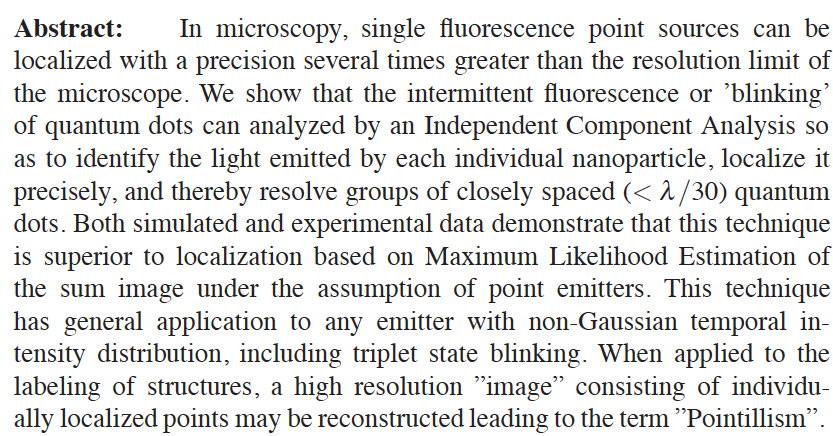 Abstract: In microscopy, single fluorescence point sources can be
localized with a precision several times greater than the resolution limit of
the microscope. We show that the intermittent fluorescence or ’blinking’
of quantum dots can analyzed by an Independent Component Analysis so
as to identify the light emitted by each individual nanoparticle, localize it
precisely, and thereby resolve groups of closely spaced (< λ/30) quantum
dots. Both simulated and experimental data demonstrate that this technique
is superior to localization based on Maximum Likelihood Estimation of
the sum image under the assumption of point emitters. This technique
has general application to any emitter with non-Gaussian temporal in-
tensity distribution, including triplet state blinking. When applied to the
labeling of structures, a high resolution ”image” consisting of individu-
ally localized points may be reconstructed leading to the term ”Pointillism”.